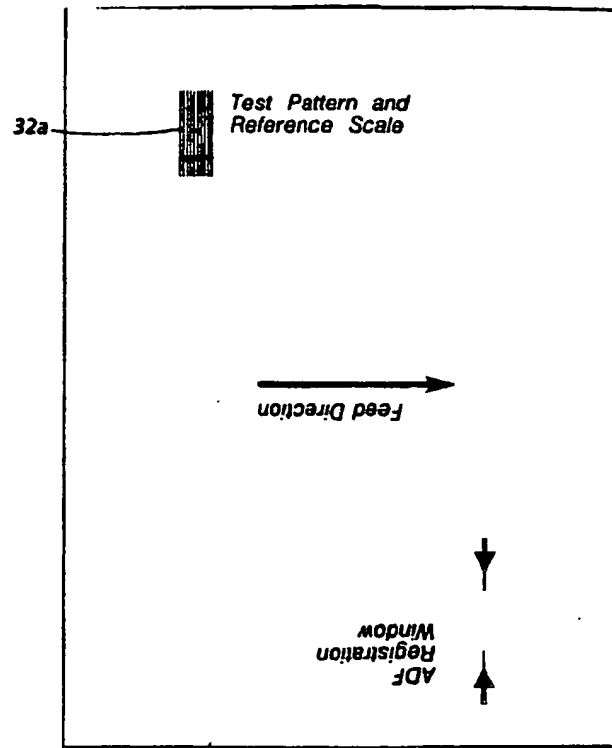 32a
Test Pattern and
Reference Scale
Feed Direction
ADF
Registration
Window